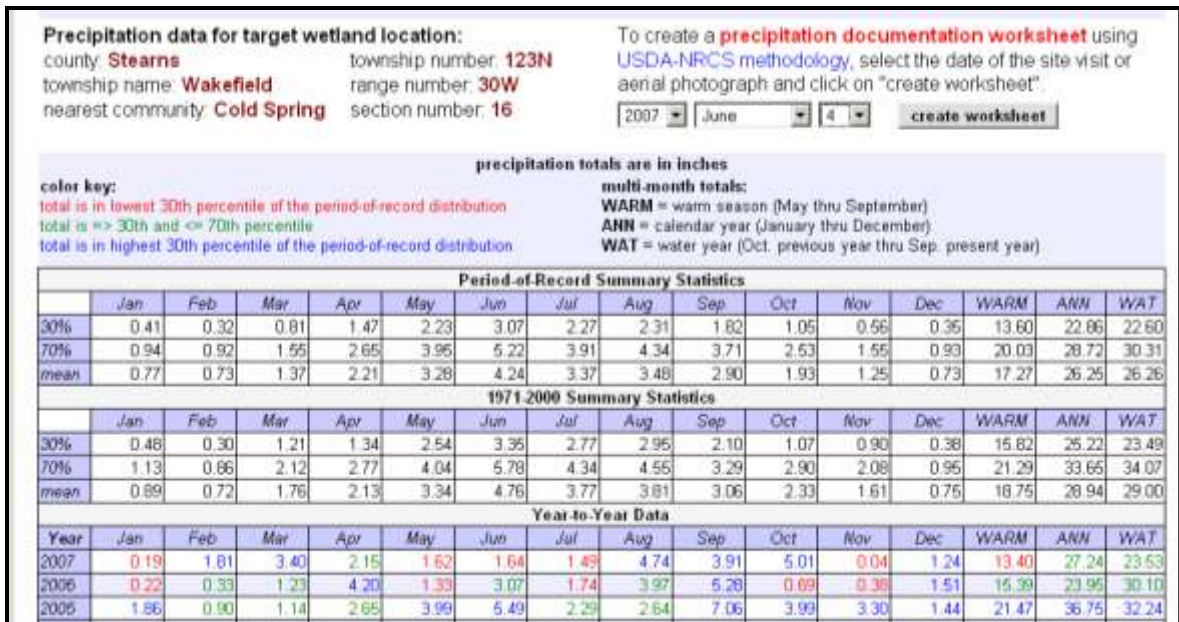 Precipitation data for target wetland location:
county: Stearns township number: 123N
township name: Wakefield range number: 30W
nearest community: Cold Spring section number: 16
To create a precipitation documentation worksheet using
USDA-NRCS methodology, select the date of the site visit or
aerial photograph and click on "create worksheet".
2007 June 4 create worksheet
precipitation totals are in inches
color key:
total is in lowest 30th percentile of the period-of-record distribution
total is => 30th and <= 70th percentile
total is in highest 30th percentile of the period-of-record distribution
multi-month totals:
WARM = warm season (May thru September)
ANN = calendar year (January thru December)
WAT = water year (Oct. previous year thru Sep. present year)
Period-of-Record Summary Statistics
Jan Feb Mar Apr May Jun Jul Aug Sep Oct Nov Dec WARM ANN WAT
30% 0.41 0.32 0.81 1.47 2.23 3.07 2.27 2.31 1.82 1.05 0.56 0.35 13.60 22.86 22.60
70% 0.94 0.92 1.55 2.65 3.95 5.22 3.91 4.34 3.71 2.53 1.55 0.93 20.03 28.72 30.31
mean 0.77 0.73 1.37 2.21 3.28 4.24 3.37 3.48 2.90 1.93 1.25 0.73 17.27 26.25 26.26
1971-2000 Summary Statistics
Jan Feb Mar Apr May Jun Jul Aug Sep Oct Nov Dec WARM ANN WAT
30% 0.48 0.30 1.21 1.34 2.54 3.35 2.77 2.95 2.10 1.07 0.90 0.38 15.82 25.22 23.49
70% 1.13 0.86 2.12 2.77 4.04 5.78 4.34 4.55 3.29 2.90 2.08 0.95 21.29 33.65 34.07
mean 0.89 0.72 1.76 2.13 3.34 4.76 3.77 3.81 3.06 2.33 1.61 0.75 18.75 28.94 29.00
Year-to-Year Data
Year Jan Feb Mar Apr May Jun Jul Aug Sep Oct Nov Dec WARM ANN WAT
2007 0.19 1.81 3.40 2.15 1.62 1.64 1.49 4.74 3.91 5.01 0.04 1.24 13.40 27.24 23.53
2006 0.22 0.33 1.23 4.20 1.33 3.07 1.74 3.97 5.28 0.69 0.38 1.51 15.39 23.95 30.10
2005 1.86 0.90 1.14 2.65 3.99 5.49 2.29 2.64 7.06 3.99 3.30 1.44 21.47 36.75 32.24